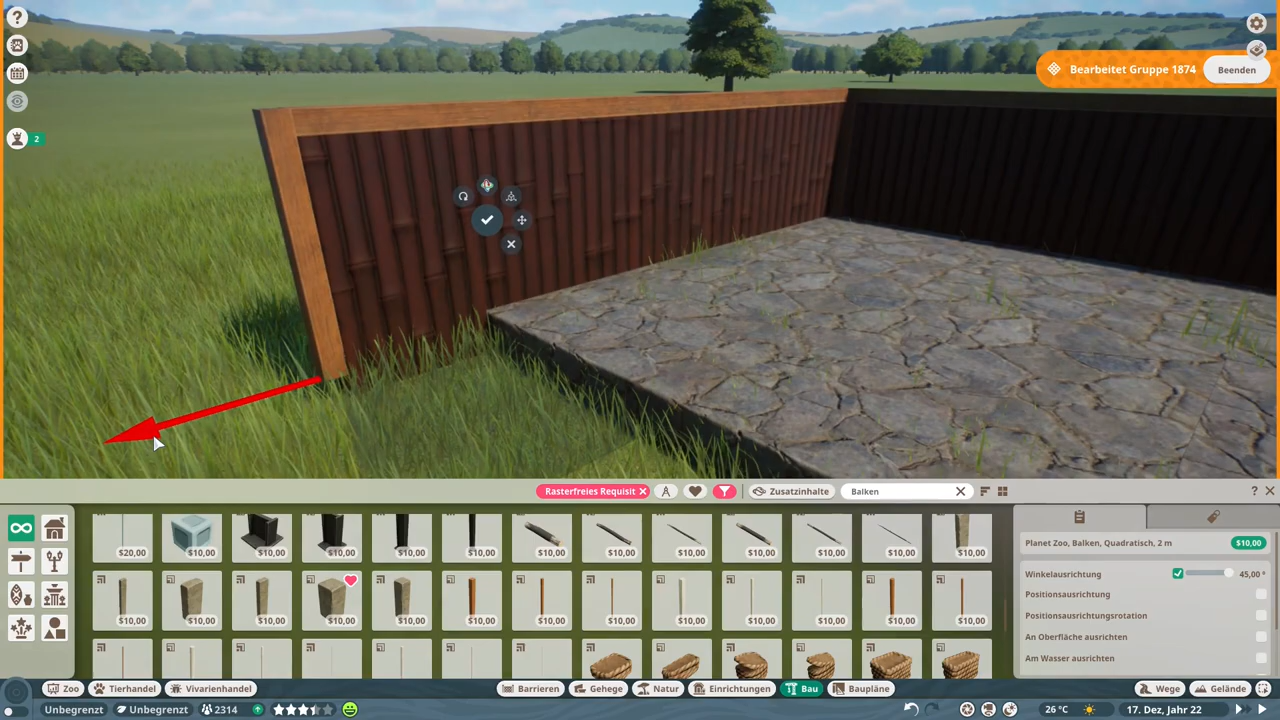 ?
Bearbeitet Gruppe 1874
Beenden
2
Rasterfreies Requisit ×
Zusatzinhalte
Balken
?
$20,00 $10,00 $10,00 $10,00 $10,00 $10,00 $10,00 $10,00 $10,00 $10,00 $10,00 $10,00 $10,00
$10,00 $10,00 $10,00 $10,00 $10,00 $10,00 $10,00 $10,00 $10,00 $10,00 $10,00 $10,00 $10,00
Planet Zoo, Balken, Quadratisch, 2 m $10,00
Winkelausrichtung 45,00 °
Positionsausrichtung
Positionsausrichtungsrotation
An Oberfläche ausrichten
Am Wasser ausrichten
Zoo Tierhandel Vivarienhandel Barrieren Gehege Natur Einrichtungen Bau Baupläne Wege Gelände
Unbegrenzt Unbegrenzt 2314 26 °C 17. Dez, Jahr 22